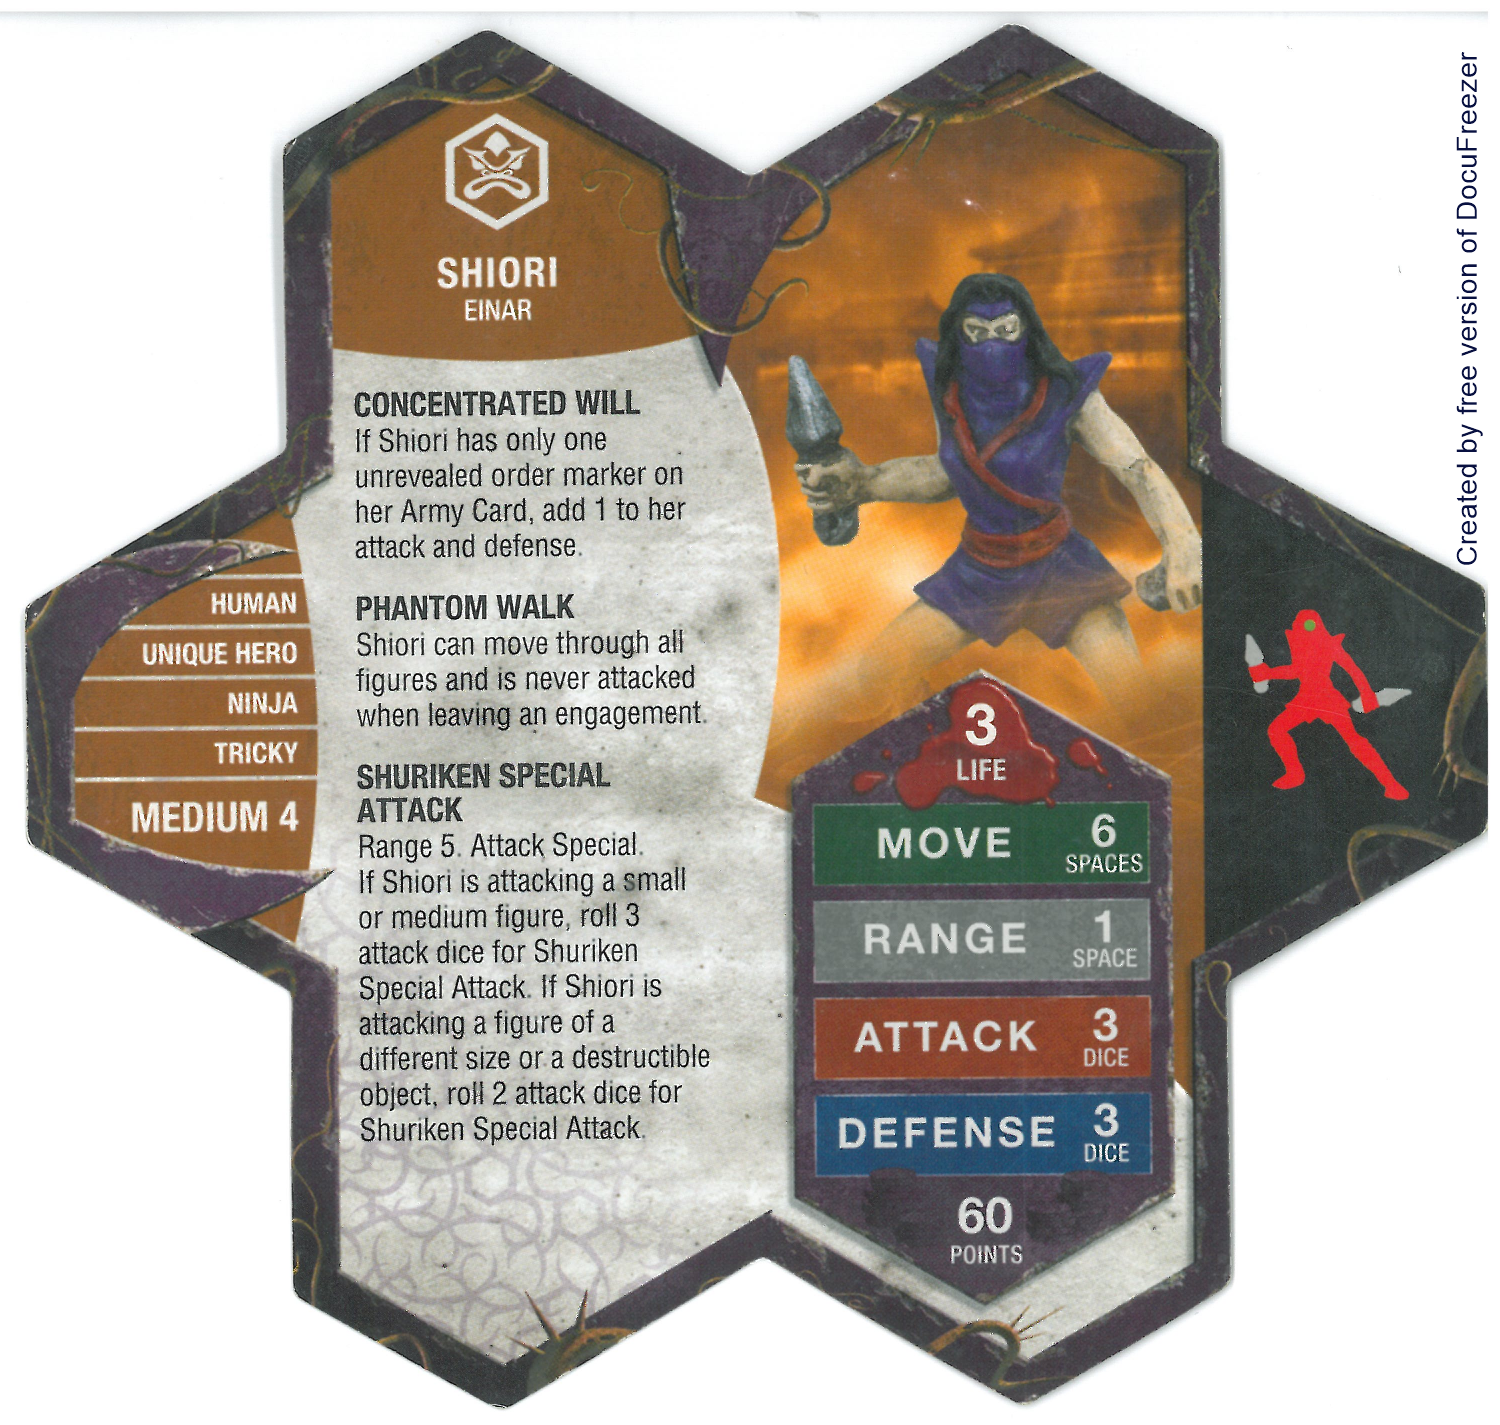 SHIORI
EINAR
CONCENTRATED WILL
If Shiori has only one
unrevealed order marker on
her Army Card, add 1 to her
attack and defense.
PHANTOM WALK
Shiori can move through all
figures and is never attacked
when leaving an engagement.
SHURIKEN SPECIAL
ATTACK
Range 5. Attack Special.
If Shiori is attacking a small
or medium figure, roll 3
attack dice for Shuriken
Special Attack. If Shiori is
attacking a figure of a
different size or a destructible
object, roll 2 attack dice for
Shuriken Special Attack.
HUMAN
UNIQUE HERO
NINJA
TRICKY
MEDIUM 4
3
LIFE
MOVE 6
SPACES
RANGE 1
SPACE
ATTACK 3
DICE
DEFENSE 3
DICE
60
POINTS
Created by free version of DocuFreezer